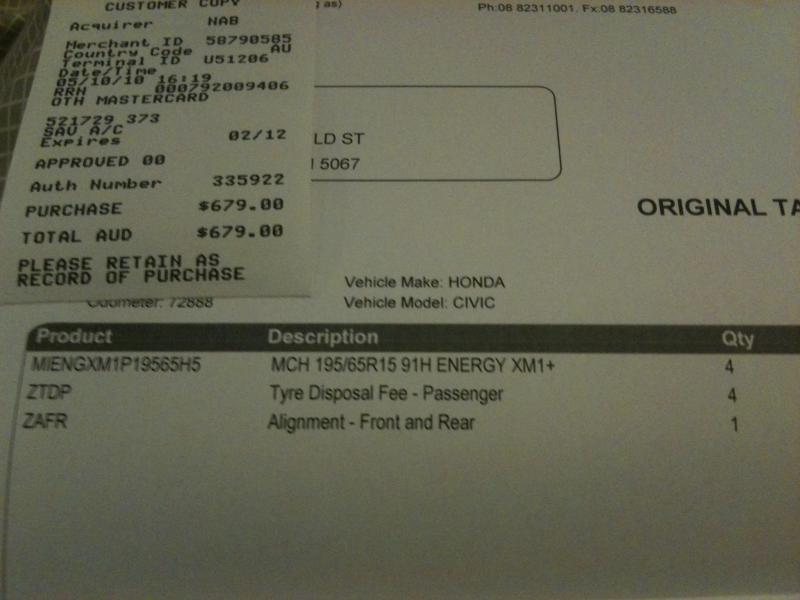 CUSTOMER COPY
Acquirer NAB
Merchant ID 58790585
Country Code AU
Terminal ID U51206
Date/Time
05/10/10 16:19
RRN 000792009406
OTH MASTERCARD
521729 373
SAV A/C
Expires 02/12
APPROVED 00
Auth Number 335922
PURCHASE $679.00
TOTAL AUD $679.00
PLEASE RETAIN AS
RECORD OF PURCHASE
as)
Ph:08 82311001, Fx:08 82316588
LD ST
5067
ORIGINAL TA
Vehicle Make: HONDA
Odometer: 72888 Vehicle Model: CIVIC
Product Description Qty
MIENGXM1P19565H5 MCH 195/65R15 91H ENERGY XM1+ 4
ZTDP Tyre Disposal Fee - Passenger 4
ZAFR Alignment - Front and Rear 1